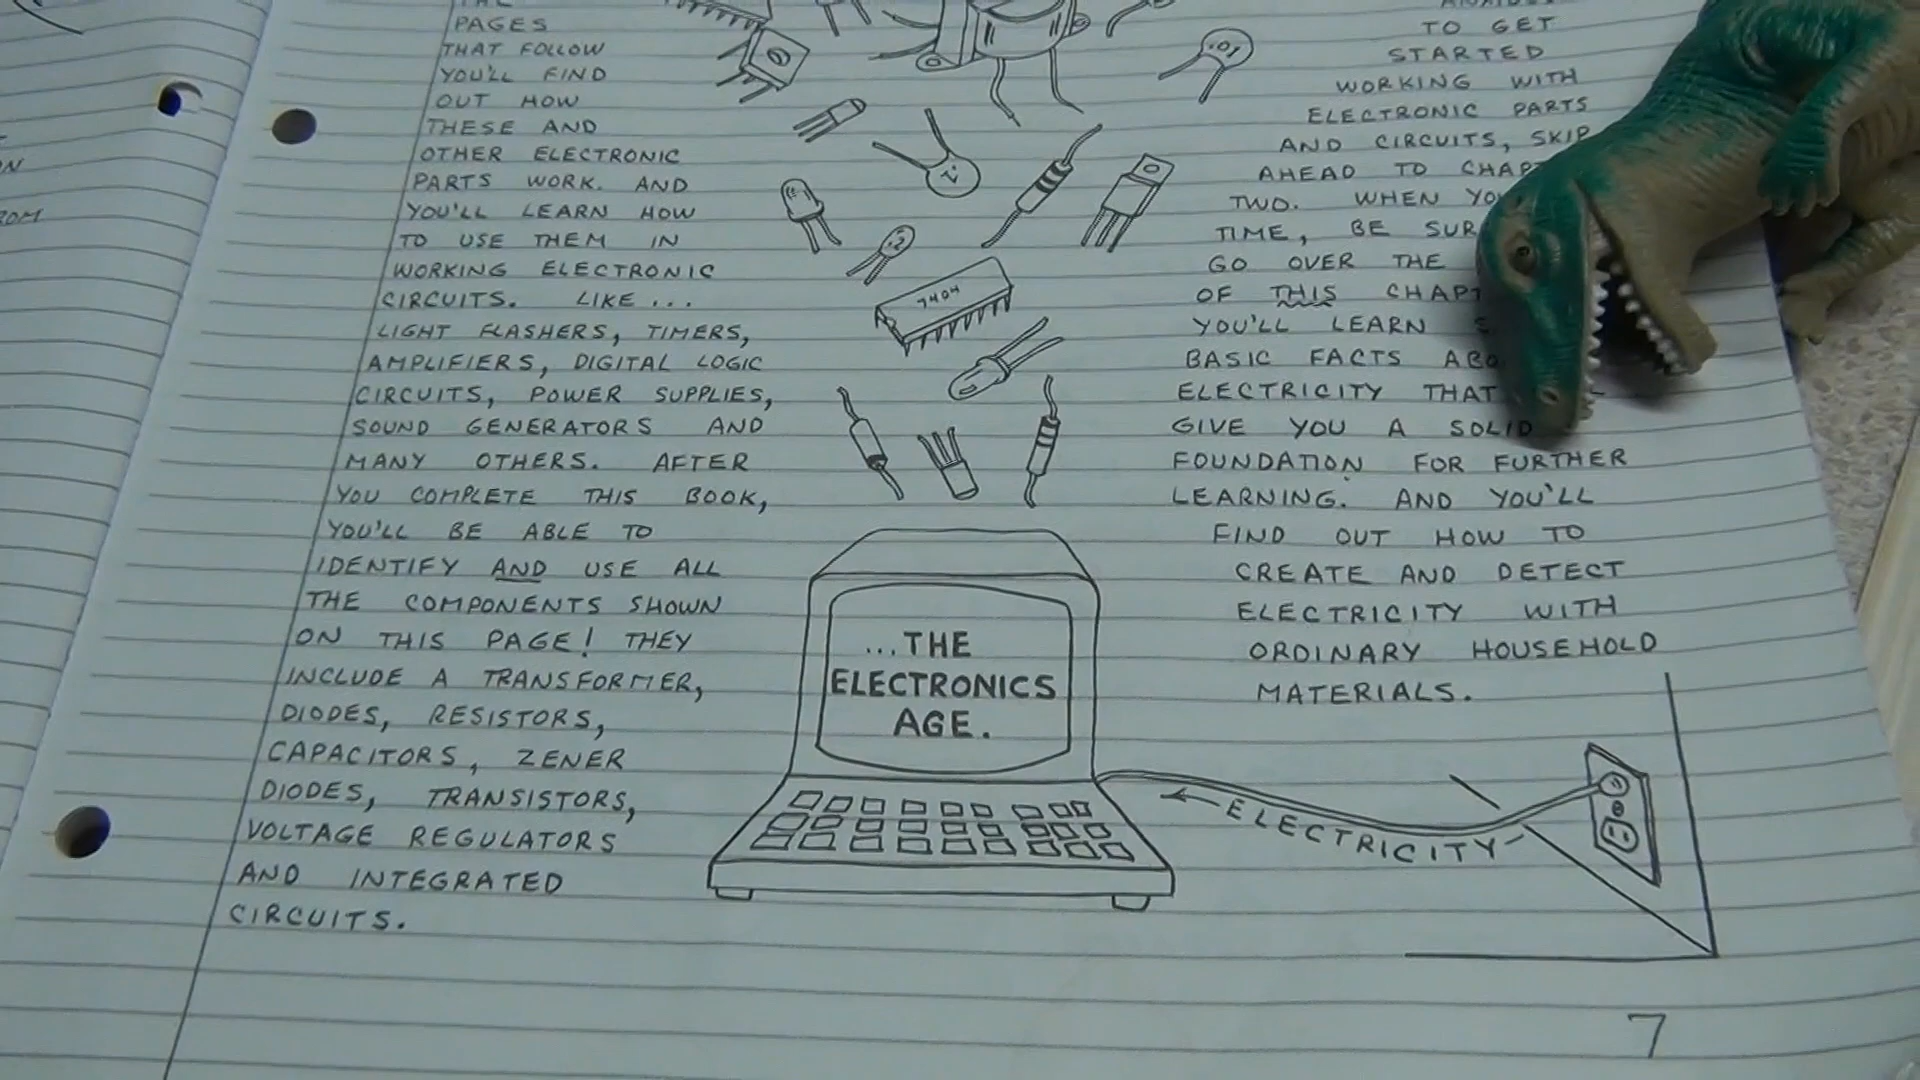 PAGES
THAT FOLLOW
YOU'LL FIND
OUT HOW
THESE AND
OTHER ELECTRONIC
PARTS WORK. AND
YOU'LL LEARN HOW
TO USE THEM IN
WORKING ELECTRONIC
CIRCUITS. LIKE...
LIGHT FLASHERS, TIMERS,
AMPLIFIERS, DIGITAL LOGIC
CIRCUITS, POWER SUPPLIES,
SOUND GENERATORS AND
MANY OTHERS. AFTER
YOU COMPLETE THIS BOOK,
YOU'LL BE ABLE TO
IDENTIFY AND USE ALL
THE COMPONENTS SHOWN
ON THIS PAGE! THEY
INCLUDE A TRANSFORMER,
DIODES, RESISTORS,
CAPACITORS, ZENER
DIODES, TRANSISTORS,
VOLTAGE REGULATORS
AND INTEGRATED
CIRCUITS.
.01
.2
7404
...THE
ELECTRONICS
AGE.
TO GET
STARTED
WORKING WITH
ELECTRONIC PARTS
AND CIRCUITS, SKIP
AHEAD TO
TWO. WHEN
TIME, BE
GO OVER THE
OF THIS
YOU'LL LEARN
BASIC FACTS
ELECTRICITY THAT
GIVE YOU A SOLID
FOUNDATION FOR FURTHER
LEARNING. AND YOU'LL
FIND OUT HOW TO
CREATE AND DETECT
ELECTRICITY WITH
ORDINARY HOUSEHOLD
MATERIALS.
ELECTRICITY
7